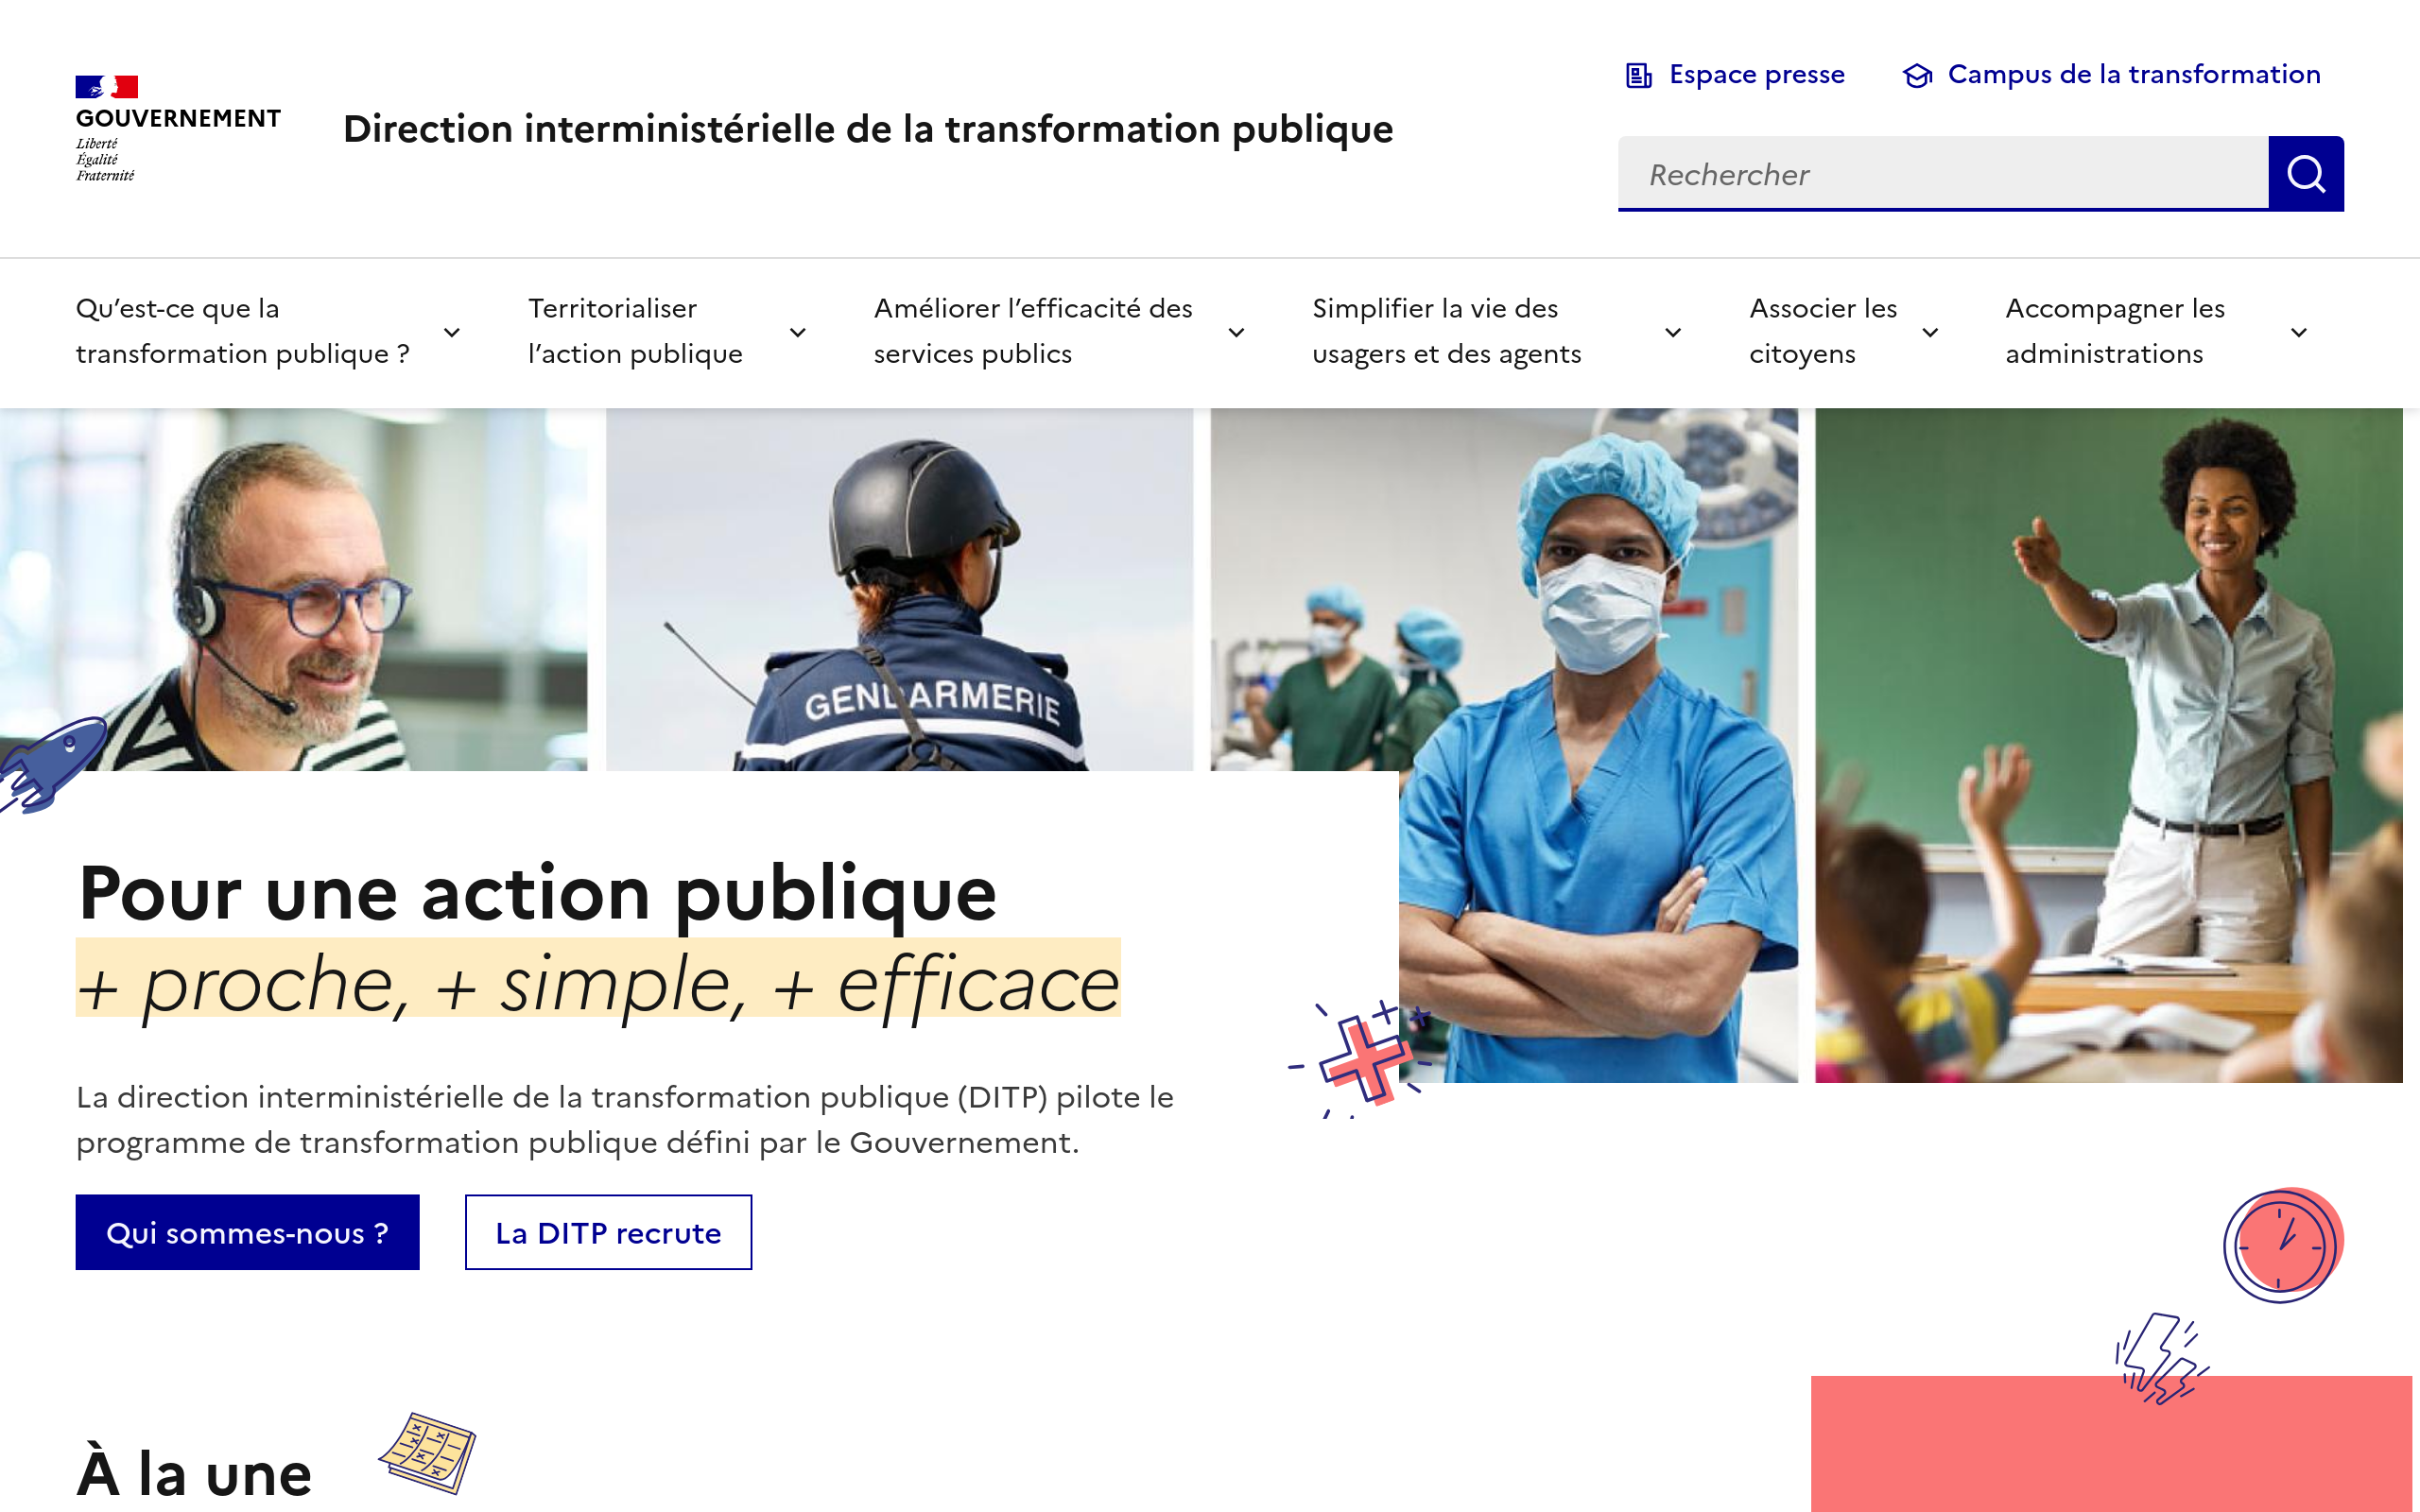 GOUVERNEMENT
Liberté
Égalité
Fraternité
Direction interministérielle de la transformation publique
Espace presse
Campus de la transformation
Rechercher
Qu’est-ce que la
transformation publique ?
Territorialiser
l’action publique
Améliorer l’efficacité des
services publics
Simplifier la vie des
usagers et des agents
Associer les
citoyens
Accompagner les
administrations
GENDARMERIE
Pour une action publique
+ proche, + simple, + efficace
La direction interministérielle de la transformation publique (DITP) pilote le
programme de transformation publique défini par le Gouvernement.
Qui sommes-nous ?
La DITP recrute
À la une